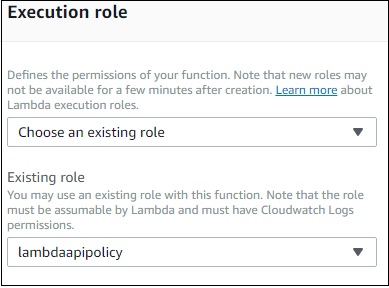 Execution role
Defines the permissions of your function. Note that new roles may
not be available for a few minutes after creation. Learn more about
Lambda execution roles.
Choose an existing role
Existing role
You may use an existing role with this function. Note that the role
must be assumable by Lambda and must have Cloudwatch Logs
permissions.
lambdaapipolicy